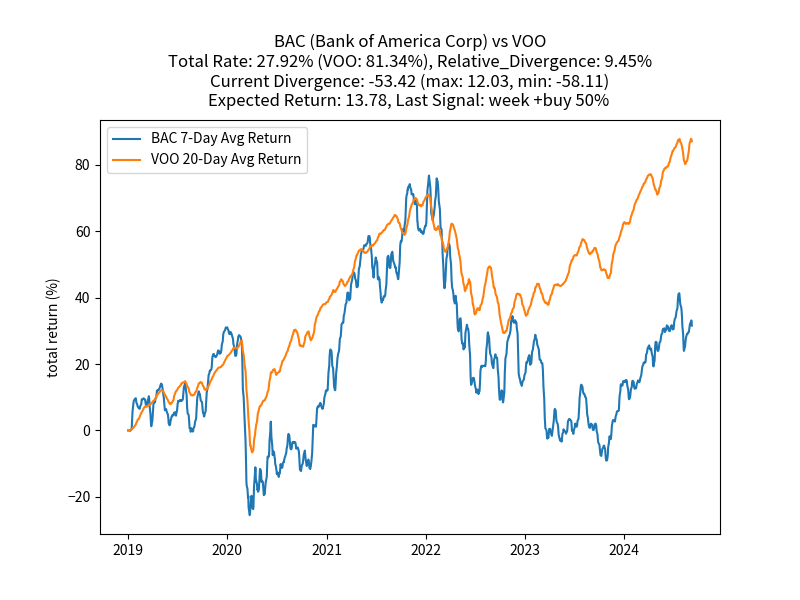 BAC (Bank of America Corp) vs VOO
Total Rate: 27.92% (VOO: 81.34%), Relative_Divergence: 9.45%
Current Divergence: -53.42 (max: 12.03, min: -58.11)
Expected Return: 13.78, Last Signal: week +buy 50%
BAC 7-Day Avg Return
VOO 20-Day Avg Return
total return (%)
80
60
40
20
0
−20
2019 2020 2021 2022 2023 2024